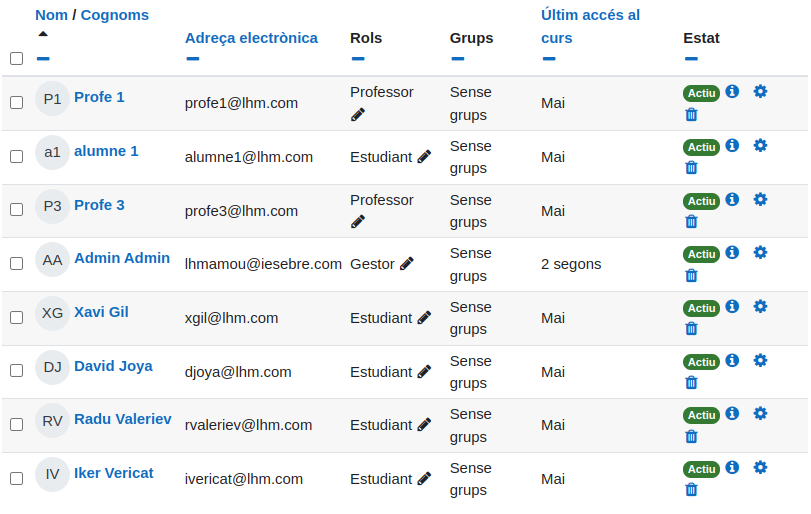 Nom / Cognoms
Adreça electrònica
Rols
Grups
Últim accés al
curs
Estat
P1 Profe 1
profe1@lhm.com
Professor
Sense
grups
Mai
Actiu
a1 alumne 1
alumne1@lhm.com
Estudiant
Sense
grups
Mai
Actiu
P3 Profe 3
profe3@lhm.com
Professor
Sense
grups
Mai
Actiu
AA Admin Admin
lhmamou@iesebre.com
Gestor
Sense
grups
2 segons
Actiu
XG Xavi Gil
xgil@lhm.com
Estudiant
Sense
grups
Mai
Actiu
DJ David Joya
djoya@lhm.com
Estudiant
Sense
grups
Mai
Actiu
RV Radu Valeriev
rvaleriev@lhm.com
Estudiant
Sense
grups
Mai
Actiu
IV Iker Vericat
ivericat@lhm.com
Estudiant
Sense
grups
Mai
Actiu